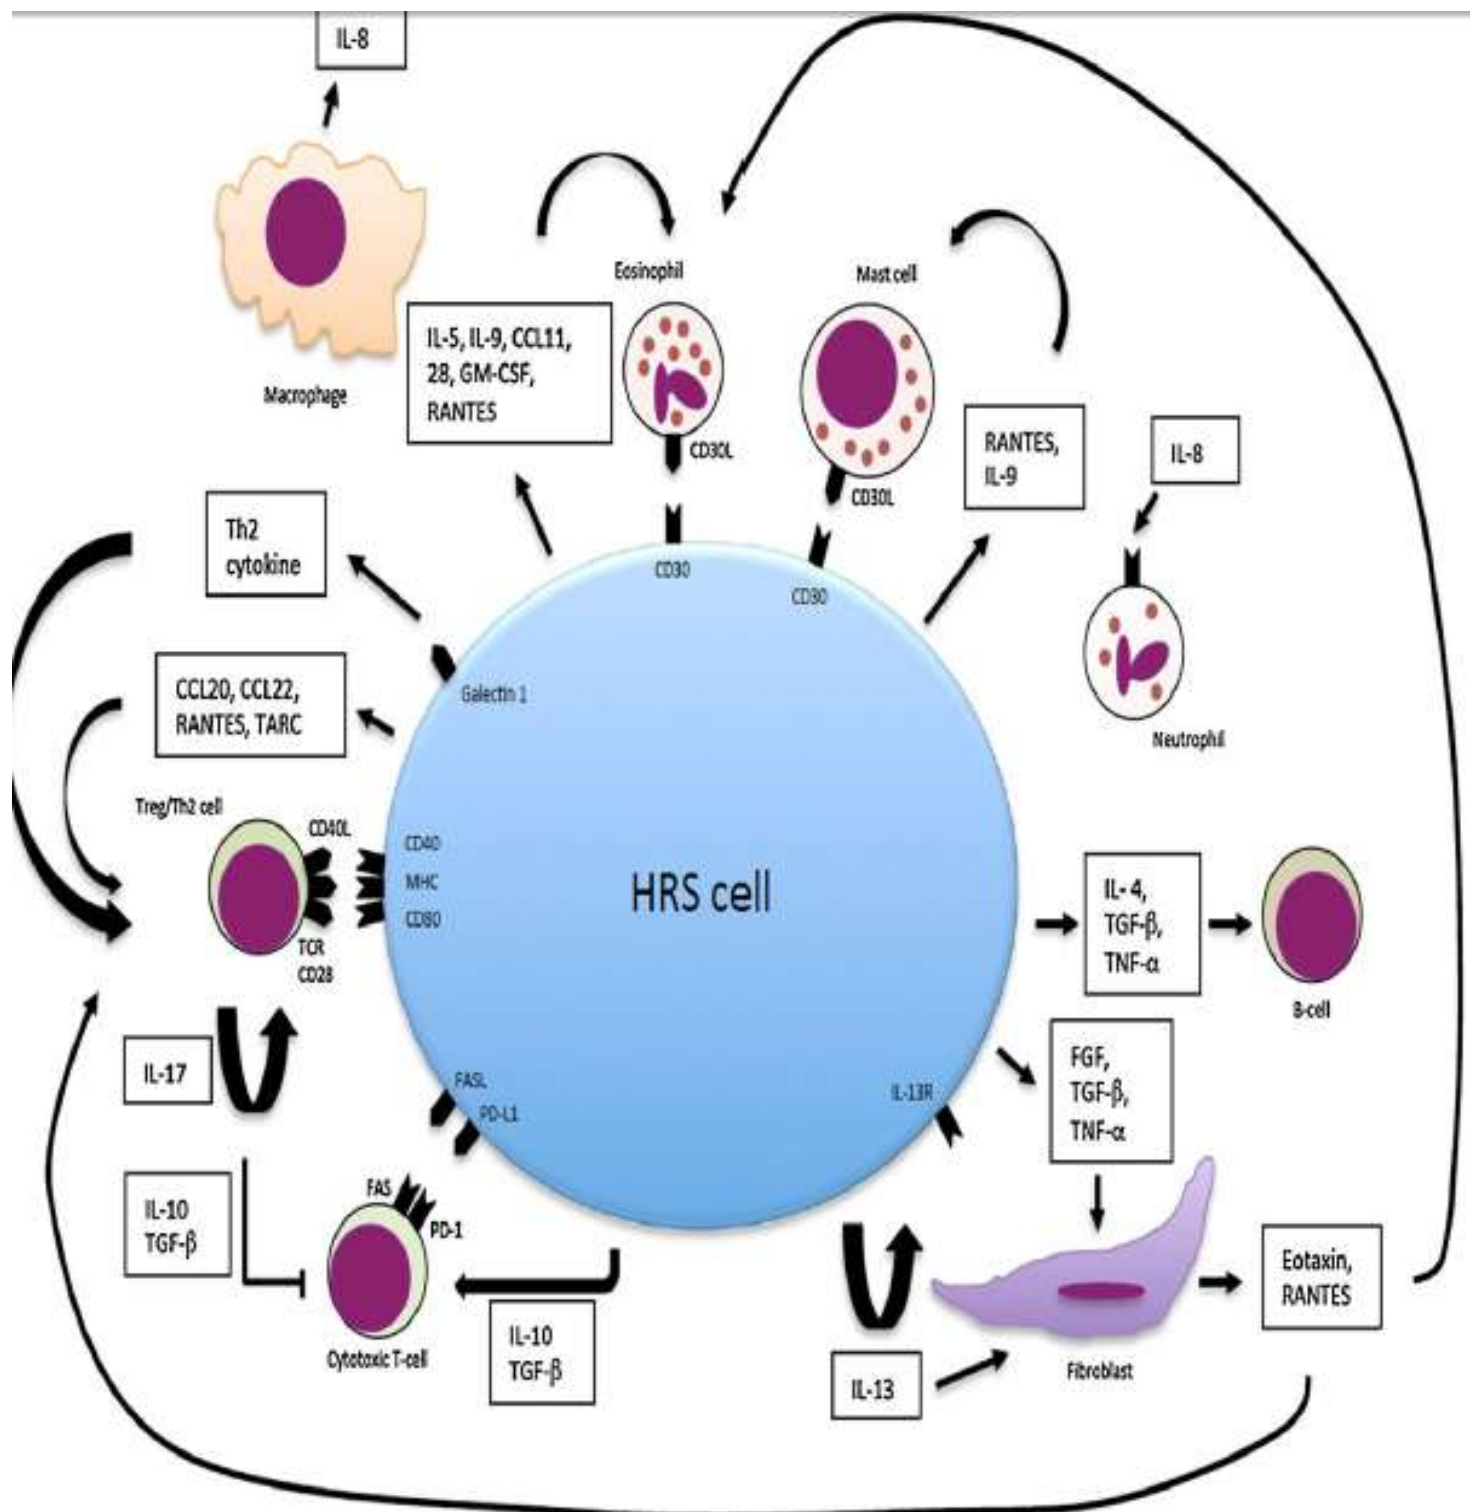 IL-8
Macrophage
IL-5, IL-9, CCL11,
28, GM-CSF,
RANTES
Eosinophil
CD30L
Mast cell
CD30L
RANTES,
IL-9
IL-8
Neutrophil
Th2
cytokine
CD30
CD30
Galectin 1
CCL20, CCL22,
RANTES, TARC
Treg/Th2 cell
CD40L
TCR
CD28
CD40
MHC
CD80
HRS cell
IL- 4,
TGF-β,
TNF-α
B-cell
IL-17
FASL
PD-L1
IL-13R
FGF,
TGF-β,
TNF-α
IL-10
TGF-β
FAS
PD-1
Cytotoxic T-cell
IL-10
TGF-β
IL-13
Fibroblast
Eotaxin,
RANTES